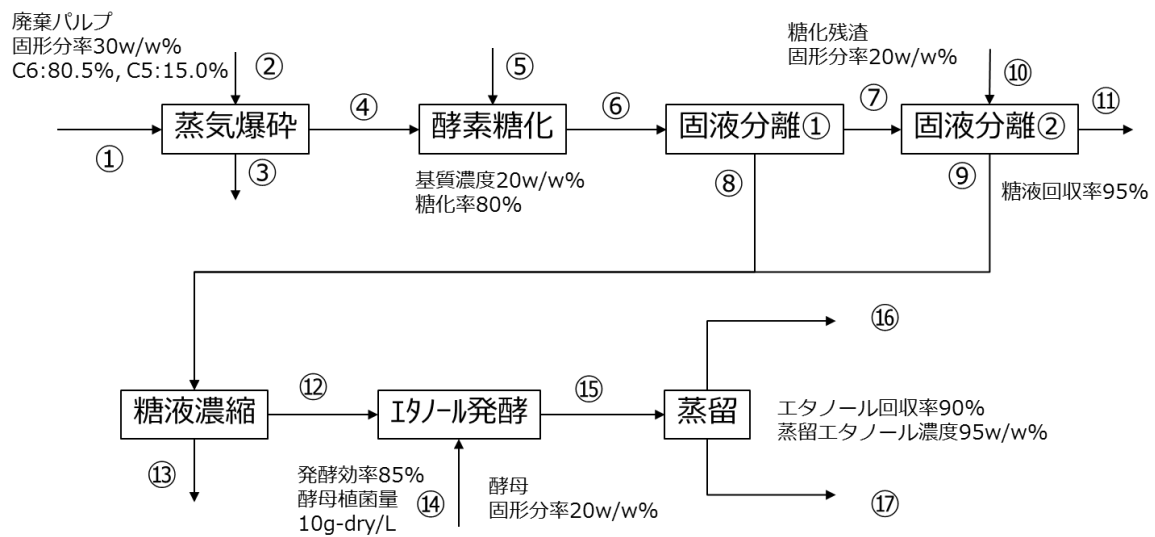 廃棄パルプ
固形分率30w/w%
C6:80.5%, C5:15.0%
②
⑤
糖化残渣
固形分率20w/w%
⑩
①
蒸気爆砕
④
酵素糖化
⑥
固液分離①
⑦
固液分離②
⑪
③
基質濃度20w/w%
糖化率80%
⑧
⑨
糖液回収率95%
⑯
糖液濃縮
⑫
ｴﾀﾉｰﾙ発酵
⑮
蒸留
エタノール回収率90%
蒸留エタノール濃度95w/w%
⑬
発酵効率85%
酵母植菌量
10g-dry/L
⑭
酵母
固形分率20w/w%
⑰